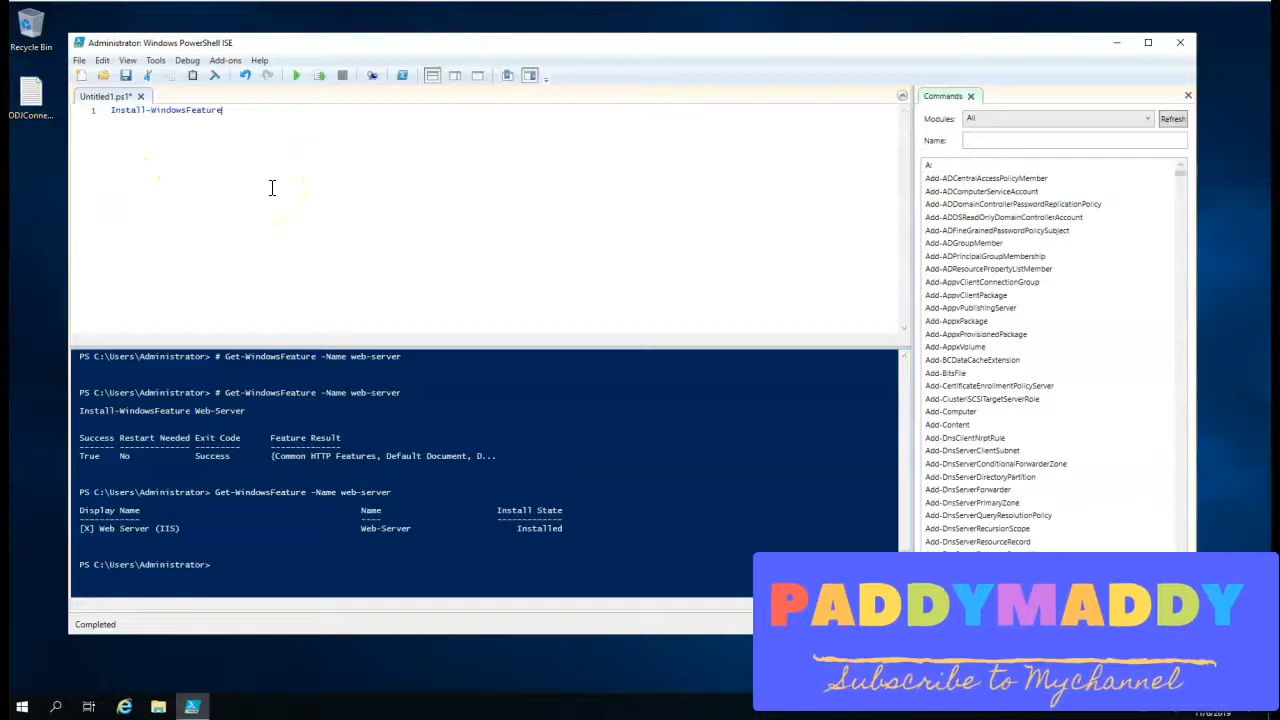 Recycle Bin
ODJConne...
Administrator: Windows PowerShell ISE
File Edit View Tools Debug Add-ons Help
Untitled1.ps1* X
1 Install-WindowsFeature
PS C:\Users\Administrator> # Get-WindowsFeature -Name web-server
PS C:\Users\Administrator> # Get-WindowsFeature -Name web-server
Install-WindowsFeature Web-Server
Success Restart Needed Exit Code Feature Result
------- -------------- --------- --------------
True No Success {Common HTTP Features, Default Document, D...
PS C:\Users\Administrator> Get-WindowsFeature -Name web-server
Display Name Name Install State
------------ ---- -------------
[X] Web Server (IIS) Web-Server Installed
PS C:\Users\Administrator>
Completed
Commands X
Modules: All Refresh
Name:
A:
Add-ADCentralAccessPolicyMember
Add-ADComputerServiceAccount
Add-ADDomainControllerPasswordReplicationPolicy
Add-ADDSReadOnlyDomainControllerAccount
Add-ADFineGrainedPasswordPolicySubject
Add-ADGroupMember
Add-ADPrincipalGroupMembership
Add-ADResourcePropertyListMember
Add-AppvClientConnectionGroup
Add-AppvClientPackage
Add-AppvPublishingServer
Add-AppxPackage
Add-AppxProvisionedPackage
Add-AppxVolume
Add-BCDataCacheExtension
Add-BitsFile
Add-CertificateEnrollmentPolicyServer
Add-ClusteriSCSITargetServerRole
Add-Computer
Add-Content
Add-DnsClientNrptRule
Add-DnsServerClientSubnet
Add-DnsServerConditionalForwarderZone
Add-DnsServerDirectoryPartition
Add-DnsServerForwarder
Add-DnsServerPrimaryZone
Add-DnsServerQueryResolutionPolicy
Add-DnsServerRecursionScope
Add-DnsServerResourceRecord
PADDYMADDY
Subscribe to Mychannel